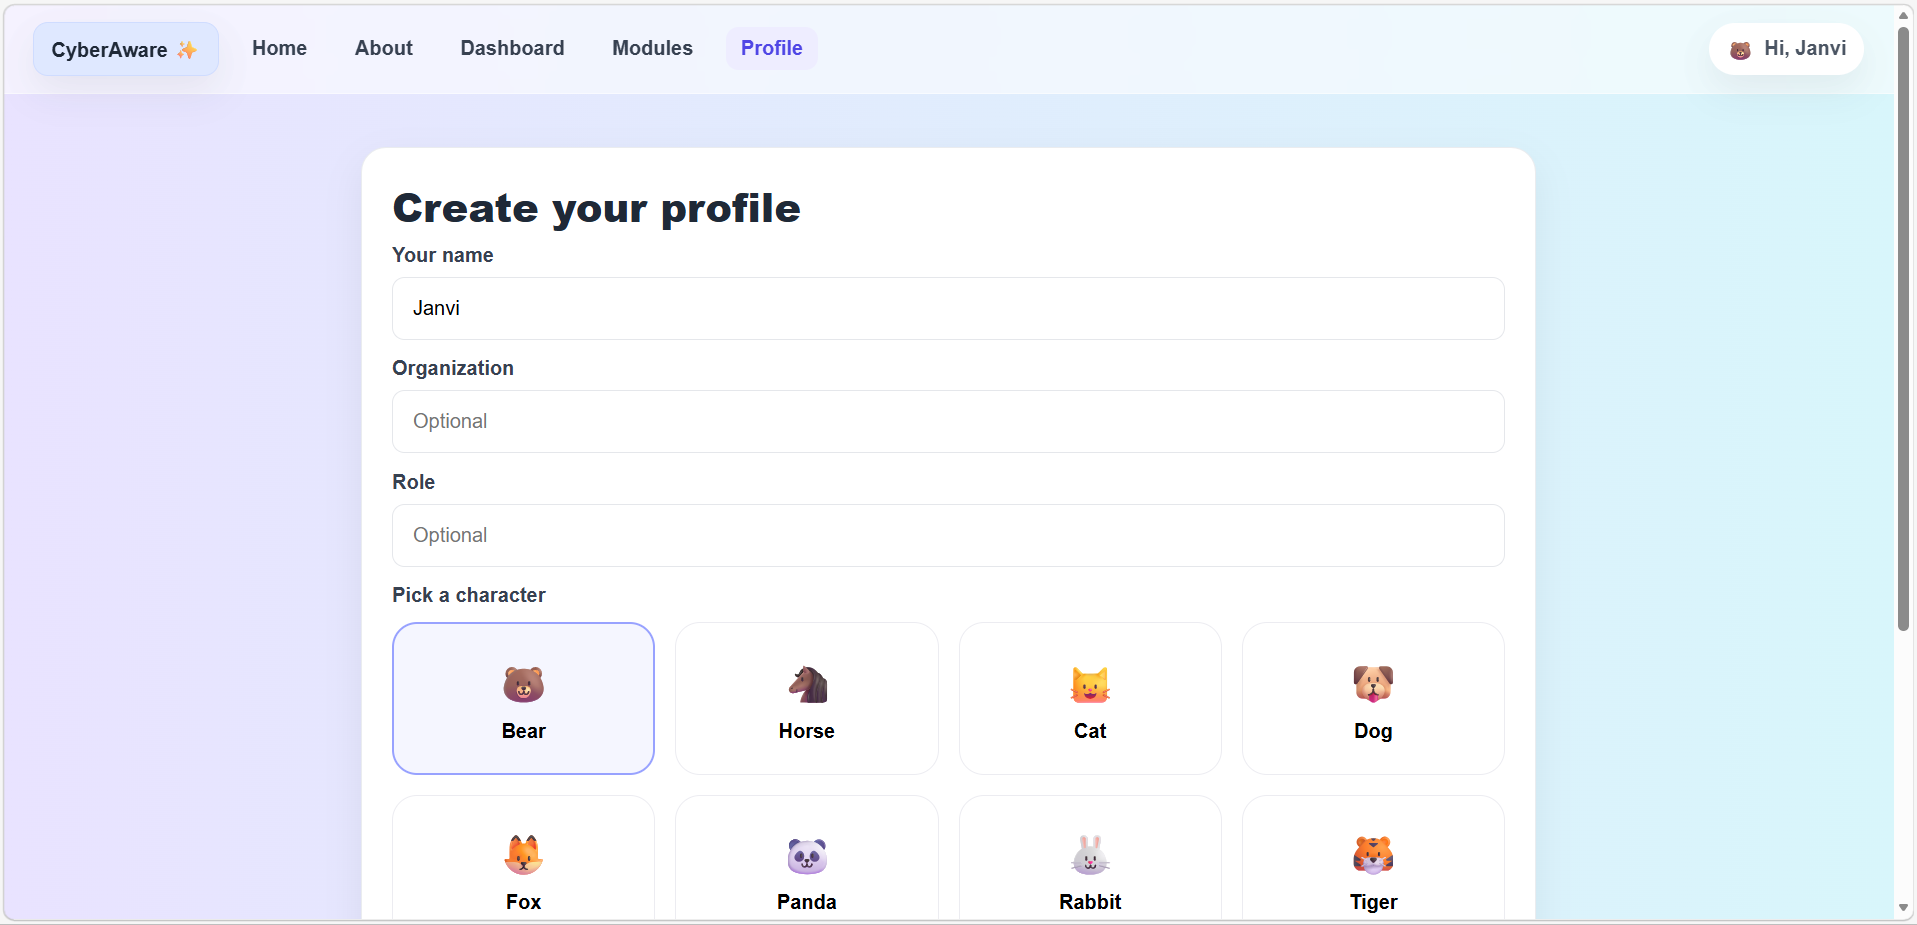 CyberAware ✨ Home About Dashboard Modules Profile Hi, Janvi
Create your profile
Your name
Janvi
Organization
Optional
Role
Optional
Pick a character
Bear Horse Cat Dog
Fox Panda Rabbit Tiger